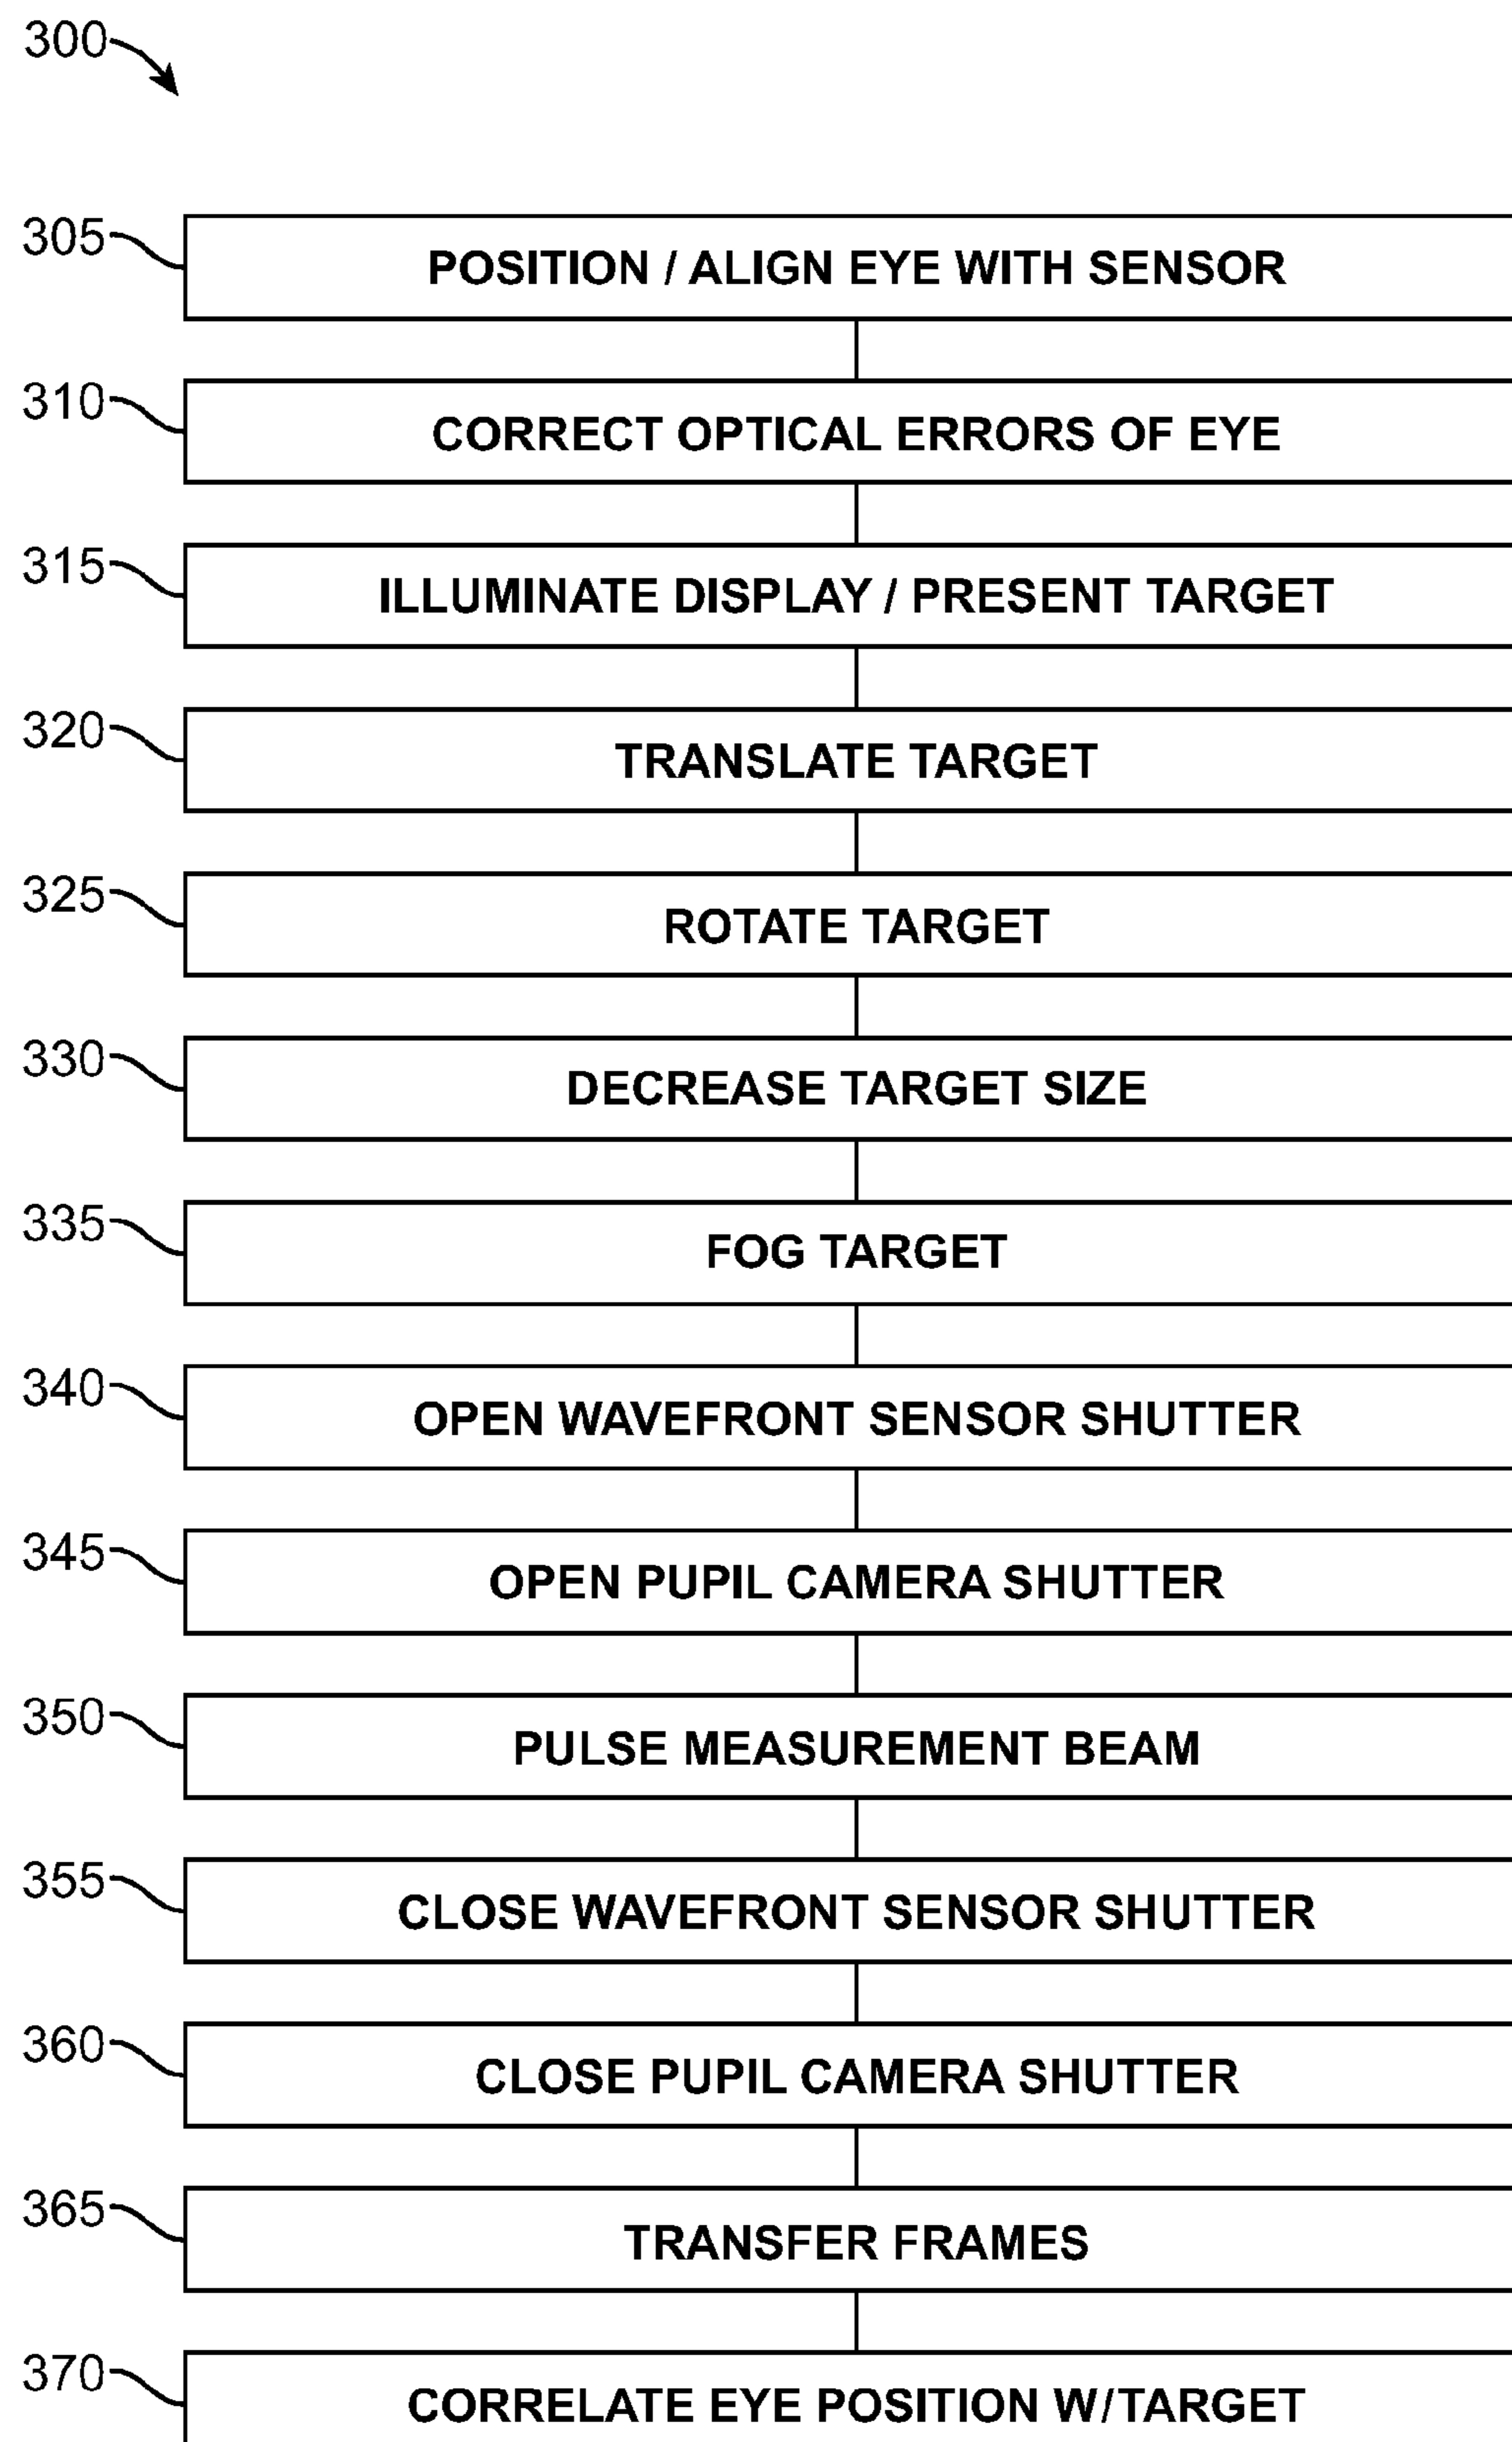 300
305 POSITION / ALIGN EYE WITH SENSOR
310 CORRECT OPTICAL ERRORS OF EYE
315 ILLUMINATE DISPLAY / PRESENT TARGET
320 TRANSLATE TARGET
325 ROTATE TARGET
330 DECREASE TARGET SIZE
335 FOG TARGET
340 OPEN WAVEFRONT SENSOR SHUTTER
345 OPEN PUPIL CAMERA SHUTTER
350 PULSE MEASUREMENT BEAM
355 CLOSE WAVEFRONT SENSOR SHUTTER
360 CLOSE PUPIL CAMERA SHUTTER
365 TRANSFER FRAMES
370 CORRELATE EYE POSITION W/TARGET